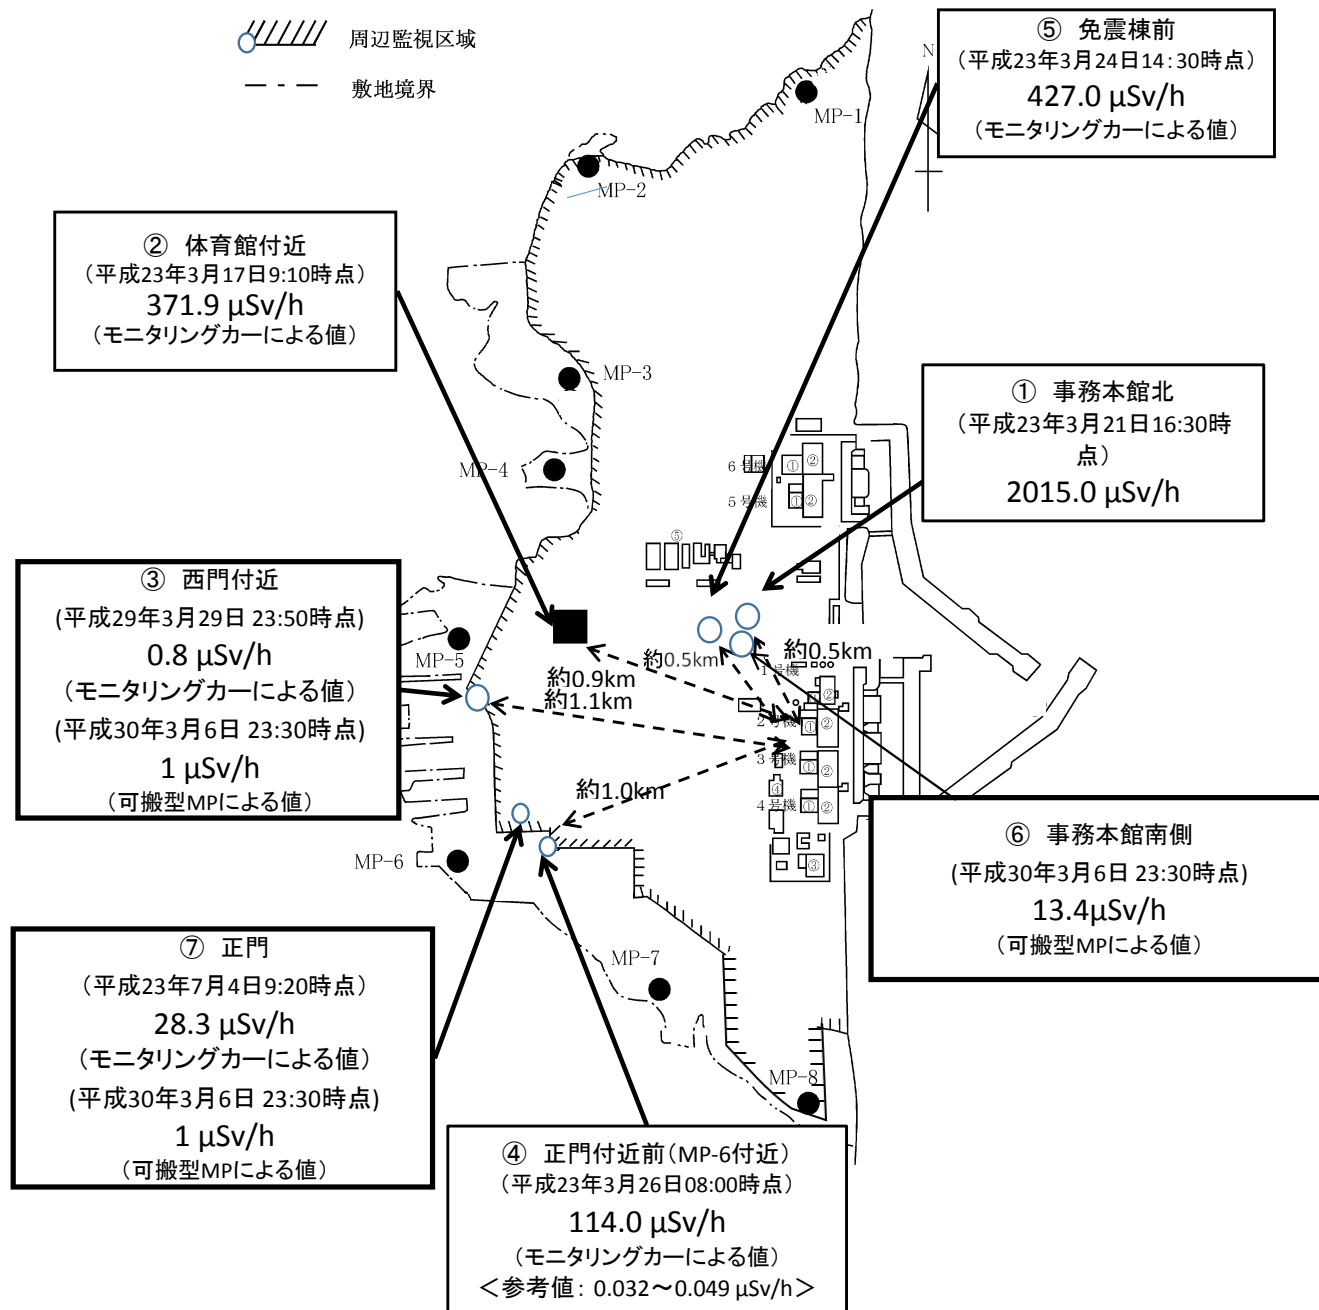 周辺監視区域
敷地境界
⑤ 免震棟前
(平成23年3月24日14:30時点)
427.0 µSv/h
(モニタリングカーによる値)
N
MP-1
MP-2
② 体育館付近
(平成23年3月17日9:10時点)
371.9 µSv/h
(モニタリングカーによる値)
MP-3
① 事務本館北
(平成23年3月21日16:30時
点)
2015.0 µSv/h
MP-4
6号機
①
②
5号機
①
②
⑤
③ 西門付近
(平成29年3月29日 23:50時点)
0.8 µSv/h
(モニタリングカーによる値)
(平成30年3月6日 23:30時点)
1 µSv/h
(可搬型MPによる値)
MP-5
約0.5km
約0.5km
1号機
②
約0.9km
約1.1km
2号機
①
②
3号機
①
②
約1.0km
④
4号機
①
②
③
MP-6
⑥ 事務本館南側
(平成30年3月6日 23:30時点)
13.4µSv/h
(可搬型MPによる値)
⑦ 正門
(平成23年7月4日9:20時点)
28.3 µSv/h
(モニタリングカーによる値)
(平成30年3月6日 23:30時点)
1 µSv/h
(可搬型MPによる値)
MP-7
MP-8
④ 正門付近前(MP-6付近)
(平成23年3月26日08:00時点)
114.0 µSv/h
(モニタリングカーによる値)
<参考値: 0.032~0.049 µSv/h>